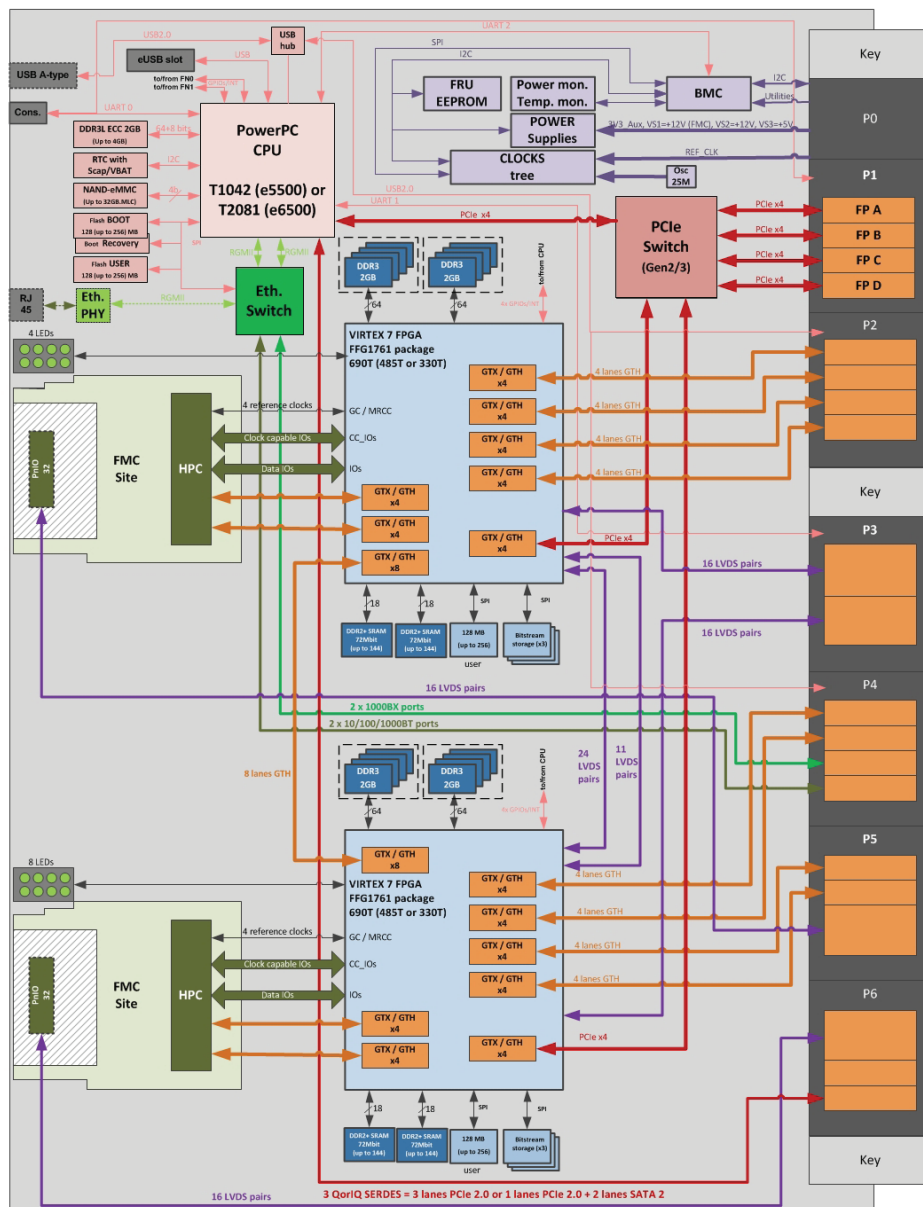 UART 2
USB2.0
USB
hub
SPI
I2C
Key
eUSB slot
USB
USB A-type
to/from FN0
to/from FN1
GPIOs/INT
FRU
EEPROM
Power mon.
Temp. mon.
BMC
I2C
Utilities
P0
Cons.
UART 0
PowerPC
CPU
T1042 (e5500) or
T2081 (e6500)
POWER
Supplies
3V3_Aux, VS1=+12V (FMC), VS2=+12V, VS3=+5V
DDR3L ECC 2GB
(Up to 4GB)
64+8 bits
CLOCKS
tree
REF_CLK
RTC with
Scap/VBAT
I2C
Osc
25M
P1
NAND-eMMC
(Up to 32GB.MLC)
4b
USB2.0
UART 1
PCIe x4
PCIe
Switch
(Gen2/3)
PCIe x4
FP A
PCIe x4
FP B
PCIe x4
FP C
PCIe x4
FP D
Flash BOOT
128 (up to 256) MB
Boot Recovery
SPI
Flash USER
128 (up to 256) MB
RGMII
RGMII
DDR3
2GB
DDR3
2GB
to/from CPU
4x GPIOs/INT
64
64
RJ
45
Eth.
PHY
RGMII
Eth.
Switch
4 LEDs
VIRTEX 7 FPGA
FFG1761 package
690T (485T or 330T)
P2
GTX / GTH
x4
4 lanes GTH
GTX / GTH
x4
4 lanes GTH
GTX / GTH
x4
4 lanes GTH
GTX / GTH
x4
4 lanes GTH
PnIO
32
FMC
Site
HPC
4 reference clocks
GC / MRCC
Clock capable IOs
CC_IOs
Data IOs
IOs
GTX / GTH
x4
GTX / GTH
x4
GTX / GTH
x8
GTX / GTH
x4
PCIe x4
Key
P3
16 LVDS pairs
16 LVDS pairs
18
18
SPI
SPI
DDR2+ SRAM
72Mbit
(up to 144)
DDR2+ SRAM
72Mbit
(up to 144)
128 MB
(up to 256)
user
Bitstream
storage (x3)
16 LVDS pairs
2 x 1000BX ports
2 x 10/100/1000BT ports
P4
8 lanes GTH
DDR3
2GB
DDR3
2GB
to/from CPU
4x GPIOs/INT
64
64
24
LVDS
pairs
11
LVDS
pairs
8 LEDs
GTX / GTH
x8
VIRTEX 7 FPGA
FFG1761 package
690T (485T or 330T)
P5
GTX / GTH
x4
4 lanes GTH
GTX / GTH
x4
4 lanes GTH
GTX / GTH
x4
4 lanes GTH
GTX / GTH
x4
4 lanes GTH
PnIO
32
FMC
Site
HPC
4 reference clocks
GC / MRCC
Clock capable IOs
CC_IOs
Data IOs
IOs
GTX / GTH
x4
GTX / GTH
x4
GTX / GTH
x4
PCIe x4
P6
18
18
SPI
SPI
DDR2+ SRAM
72Mbit
(up to 144)
DDR2+ SRAM
72Mbit
(up to 144)
128 MB
(up to 256)
user
Bitstream
storage (x3)
Key
16 LVDS pairs
3 QorIQ SERDES = 3 lanes PCIe 2.0 or 1 lanes PCIe 2.0 + 2 lanes SATA 2